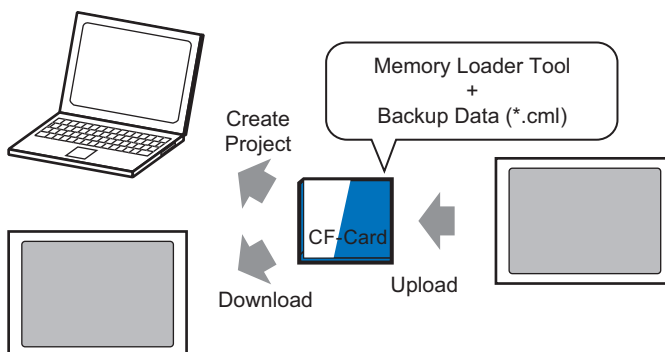 Memory Loader Tool
+
Backup Data (*.cml)
Create
Project
CF-Card
Download
Upload